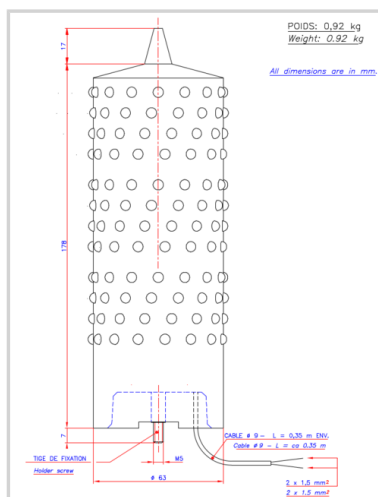 POIDS: 0,92 kg
Weight: 0.92 kg
All dimensions are in mm.
17
178
7
TIGE DE FIXATION
Holder screw
M5
ø 63
CABLE ø 9 - L = 0,35 m ENV.
Cable ø 9 - L = ca 0.35 m
2 x 1,5 mm²
2 x 1.5 mm²